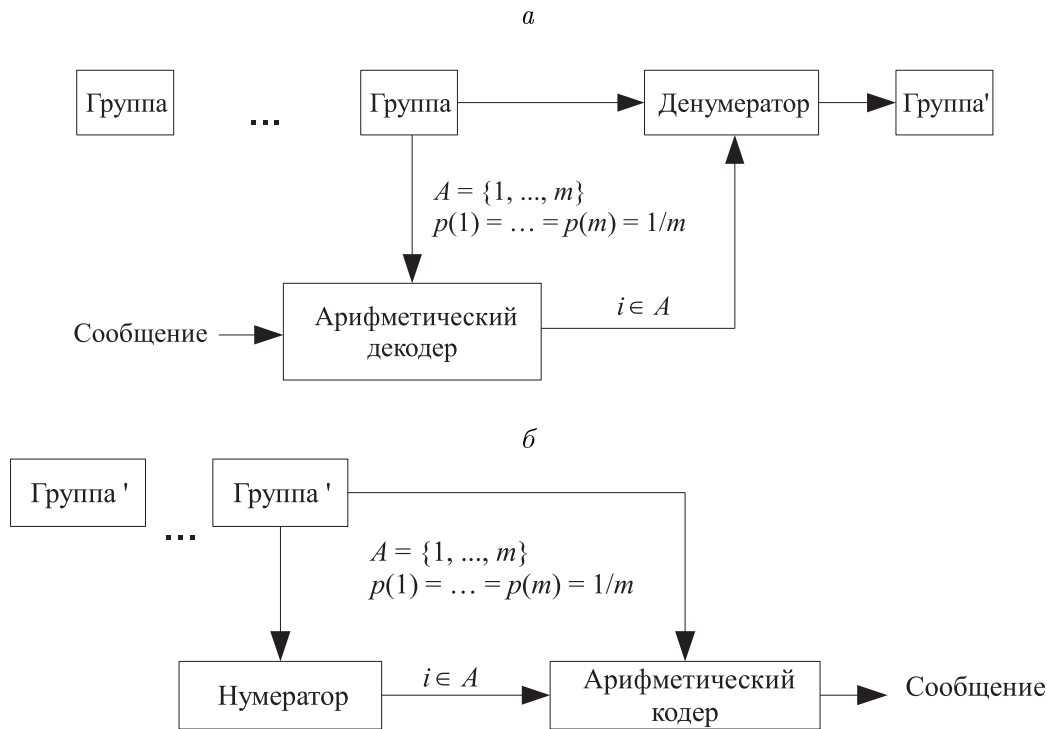 а
Группа
...
Группа
Денумератор
Группа'
A = {1, ..., m}
p(1) = … = p(m) = 1/m
Сообщение
Арифметический
декодер
i ∈ A
б
Группа '
...
Группа '
A = {1, ..., m}
p(1) = … = p(m) = 1/m
Нумератор
i ∈ A
Арифметический
кодер
Сообщение